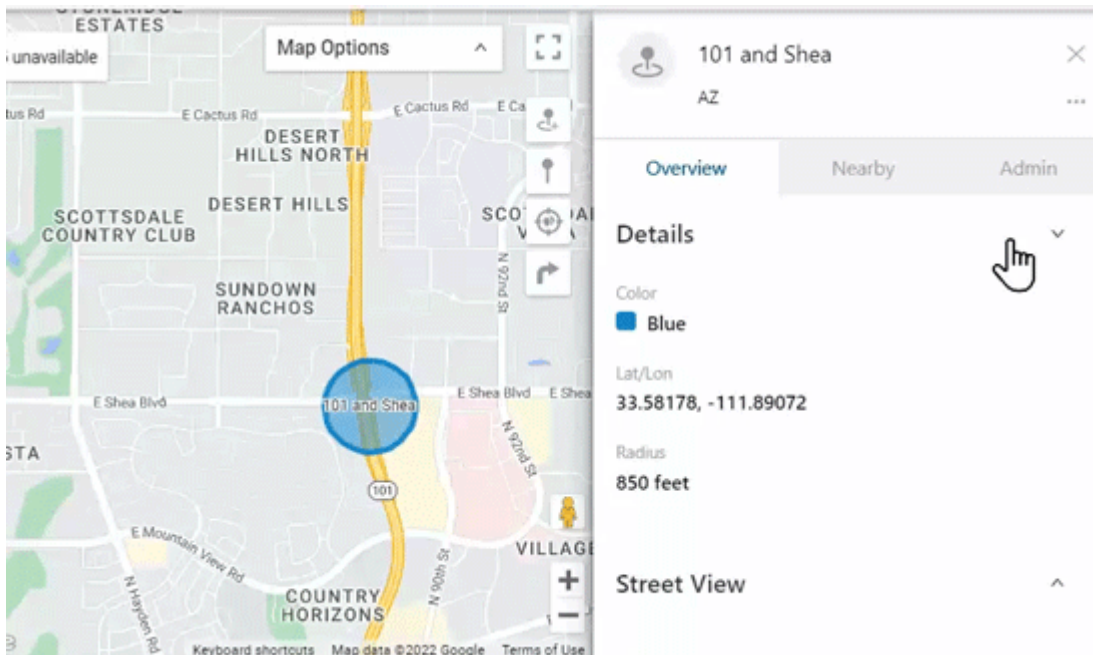 ESTATES
unavailable
Map Options
E Cactus Rd
E Cactus Rd
DESERT
HILLS NORTH
DESERT HILLS
SCOTTSDALE
COUNTRY CLUB
SUNDOWN
RANCHOS
N 92nd St
E Shea Blvd
101 and Shea
E Shea Blvd
E Shea
N 92nd St
101
E Mountain View Rd
N 90th St
VILLAGE
COUNTRY
HORIZONS
N Hayden Rd
Keyboard shortcuts
Map data ©2022 Google
Terms of Use
101 and Shea
AZ
Overview
Nearby
Admin
Details
Color
Blue
Lat/Lon
33.58178, -111.89072
Radius
850 feet
Street View